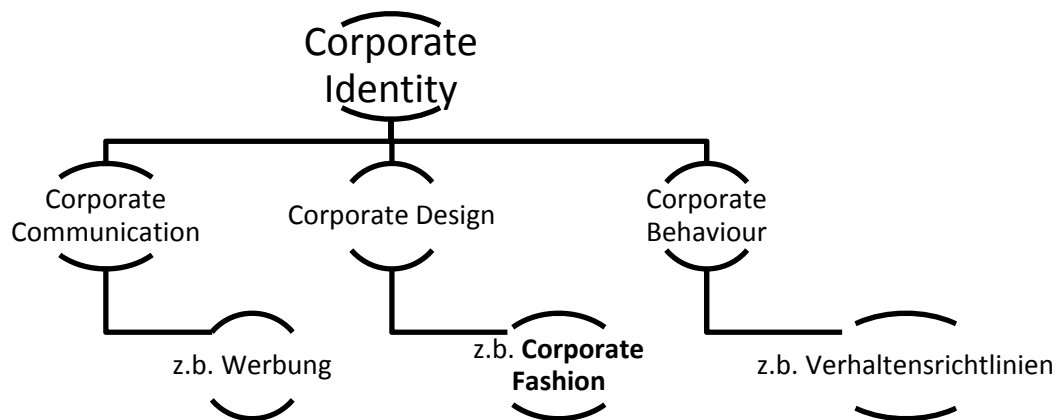 Corporate
Identity
Corporate
Communication
Corporate Design
Corporate
Behaviour
z.b. Werbung
z.b. Corporate
Fashion
z.b. Verhaltensrichtlinien